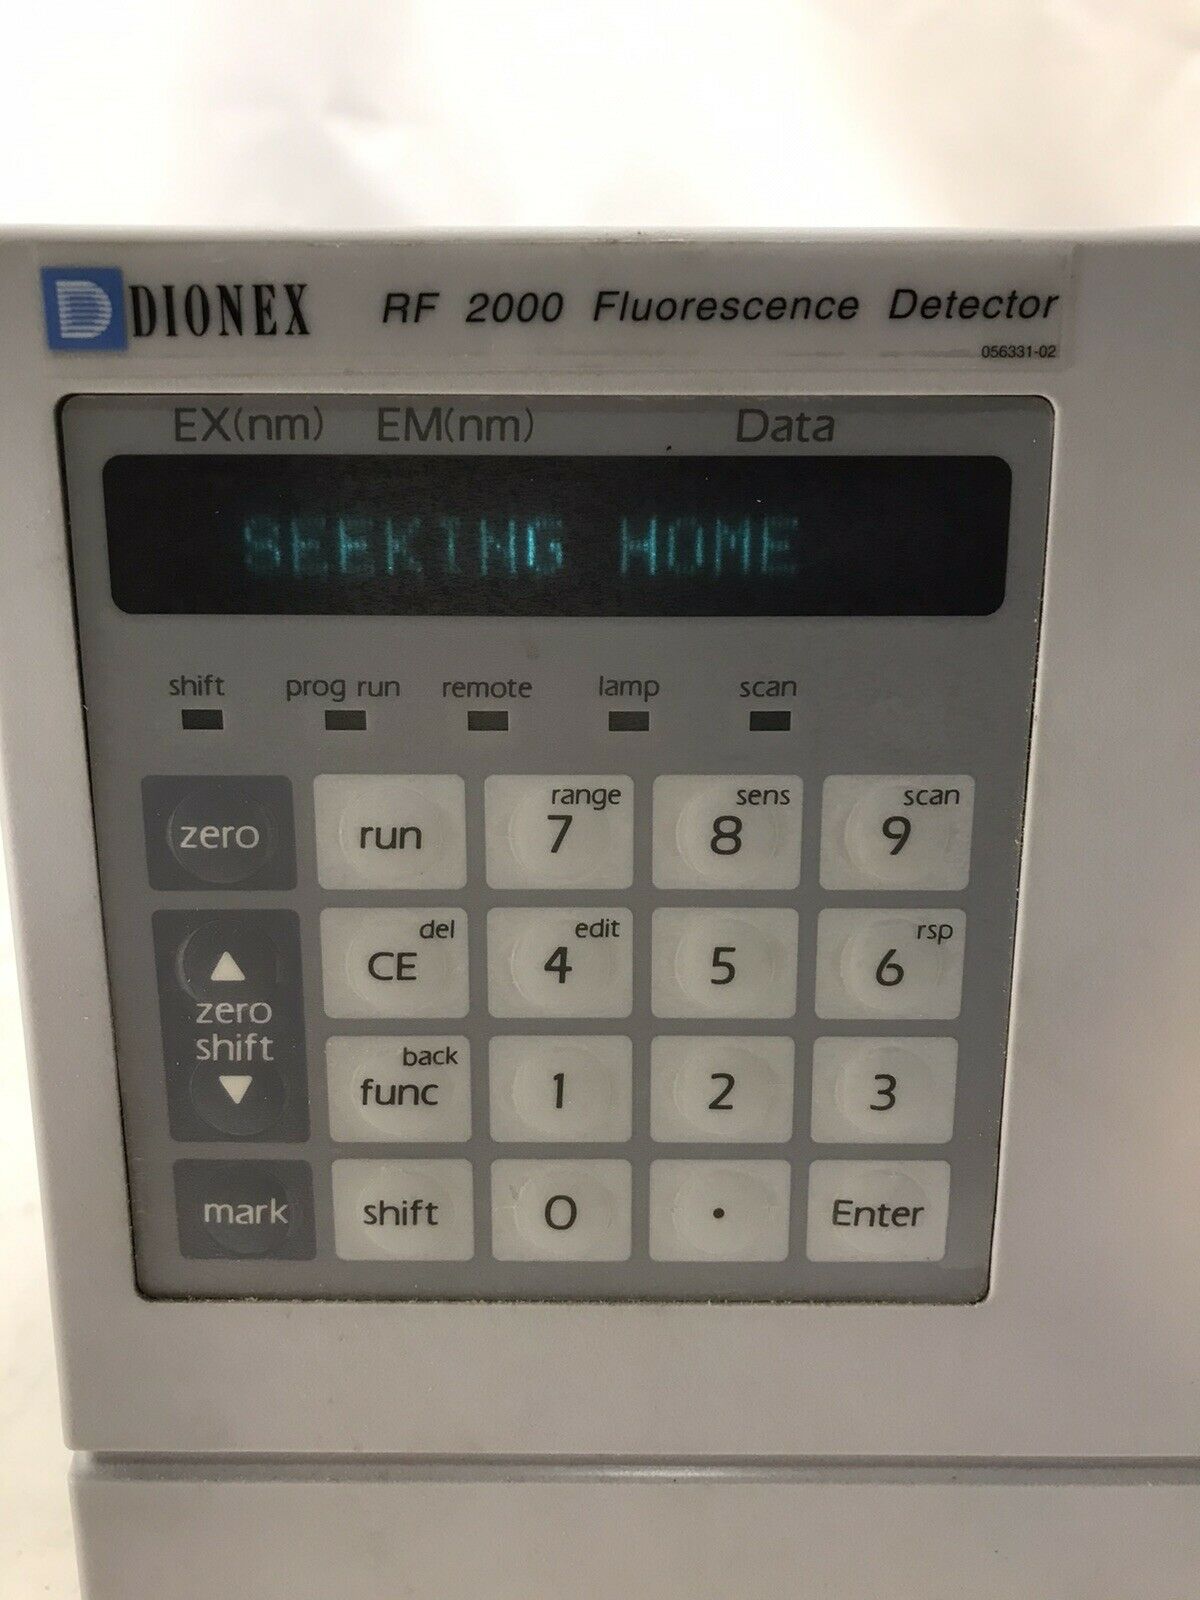 DIONEX RF 2000 Fluorescence Detector
056331-02
EX(nm) EM(nm) Data
SEEKING HOME
shift prog run remote lamp scan
zero run range 7 sens 8 scan 9
zero shift
del CE edit 4 5 rsp 6
back func 1 2 3
mark shift 0 . Enter